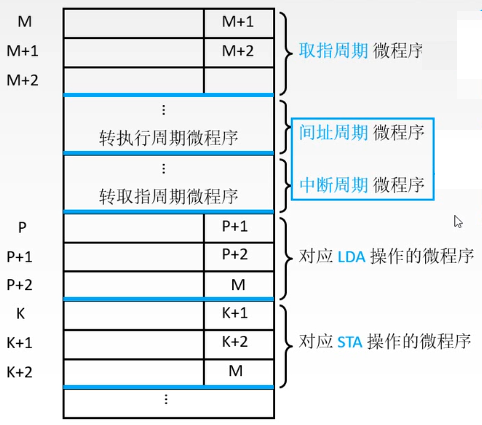 M M+1
M+1 M+2 取指周期 微程序
M+2
⋮
转执行周期微程序 间址周期 微程序
⋮
转取指周期微程序 中断周期 微程序
P P+1
P+1 P+2 对应 LDA 操作的微程序
P+2 M
K K+1
K+1 K+2 对应 STA 操作的微程序
K+2 M
⋮